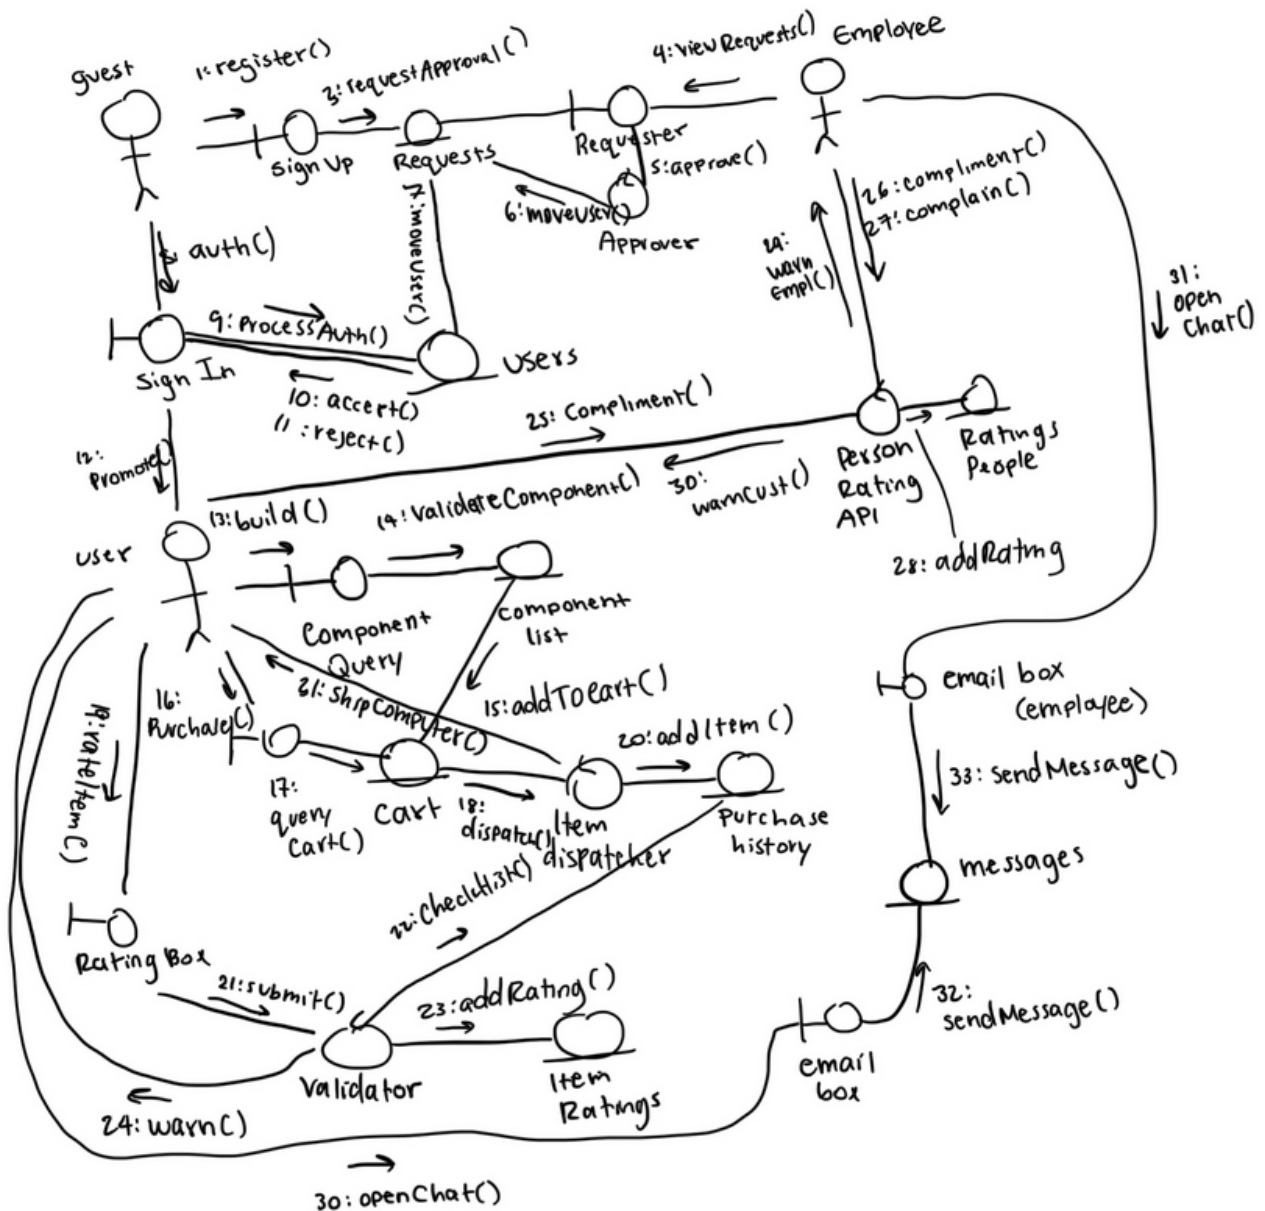 guest
1: register()
3: requestApproval()
4: viewRequests()
Employee
Sign Up
Requests
Requester
5: approve()
6: moveUser()
Approver
7: moveUser()
26: compliment()
27: complain()
29:
warn
Empl()
31:
open
Chat()
8: auth()
9: ProcessAuth()
Sign In
Users
10: accert()
11: reject()
25: Compliment()
30:
warnCust()
Person
Rating
API
Ratings
People
28: addRating
12:
Promote()
user
13: build()
14: ValidateComponent()
Component
Query
Component
list
15: addToCart()
16:
Purchase()
21: ShipComputer()
17:
query
Cart()
Cart
18:
dispatch()
Item
dispatcher
20: addItem()
Purchase
history
19: rateItem()
email box
(employee)
33: sendMessage()
messages
22: CheckHist()
Rating Box
21: submit()
23: addRating()
Validator
Item
Ratings
24: warn()
32:
sendMessage()
email
box
30: openChat()